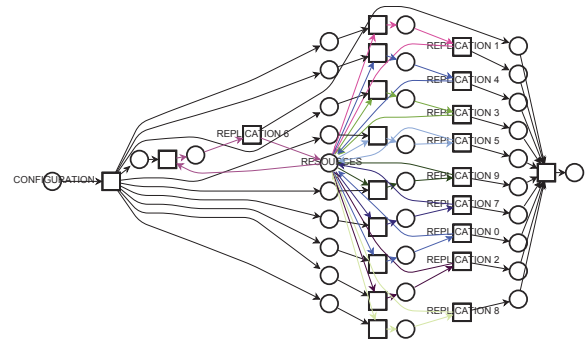 REPLICATION 1
REPLICATION 4
REPLICATION 3
REPLICATION 6
REPLICATION 5
RESOURCES
CONFIGURATION
REPLICATION 9
REPLICATION 7
REPLICATION 0
REPLICATION 2
REPLICATION 8